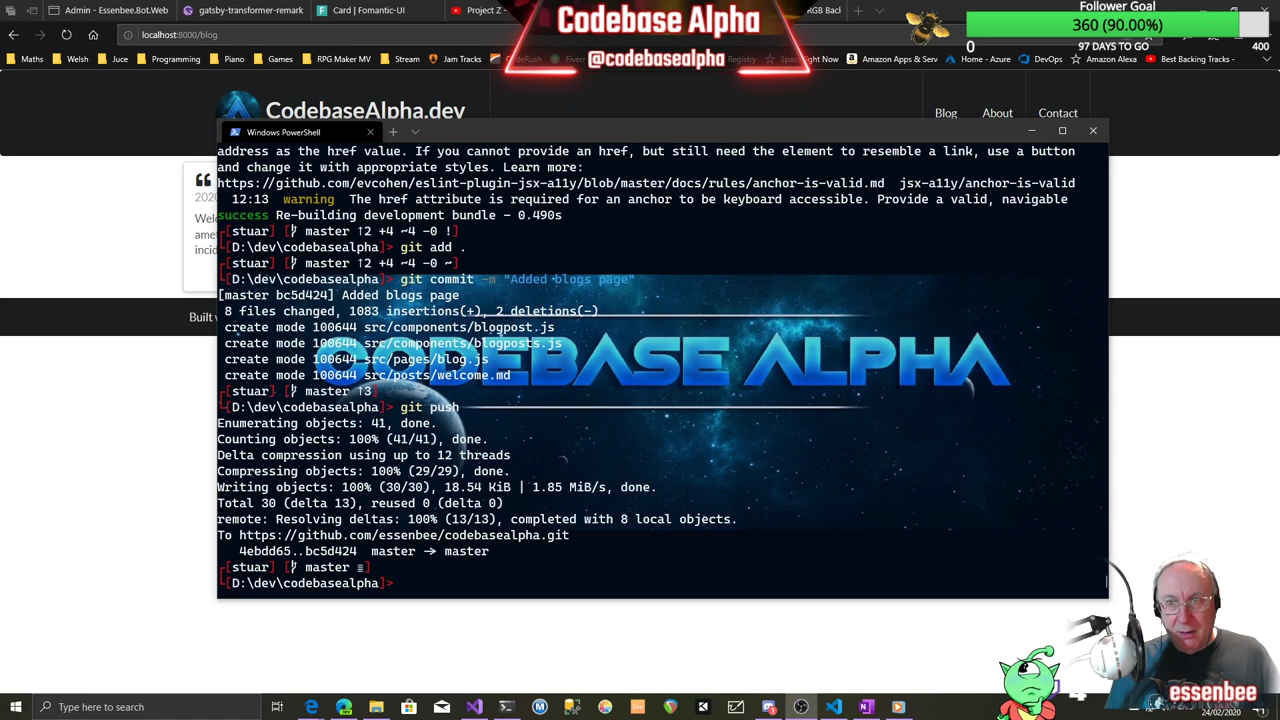 Admin - Essenbee.Bot.Web
gatsby-transformer-remark
Card | Fomantic-UI
Project Z -
RGB Bacl
localhost:8000/blog
Maths
Welsh
Juce
Programming
Piano
Games
RPG Maker MV
Stream
Jam Tracks
Amazon Apps & Serv
Home - Azure
DevOps
Amazon Alexa
Best Backing Tracks -
Codebase Alpha
@codebasealpha
Follower Goal
360 (90.00%)
0
97 DAYS TO GO
400
CodebaseAlpha.dev
Blog
About
Contact
Windows PowerShell
address as the href value. If you cannot provide an href, but still need the element to resemble a link, use a button
and change it with appropriate styles. Learn more:
https://github.com/evcohen/eslint-plugin-jsx-a11y/blob/master/docs/rules/anchor-is-valid.md  jsx-a11y/anchor-is-valid
12:13  warning  The href attribute is required for an anchor to be keyboard accessible. Provide a valid, navigable
success Re-building development bundle - 0.490s
[stuar] [ master ↑2 +4 ~4 -0 !]
[D:\dev\codebasealpha]> git add .
[stuar] [ master ↑2 +4 ~4 -0 ~]
[D:\dev\codebasealpha]> git commit -m "Added blogs page"
[master bc5d424] Added blogs page
8 files changed, 1083 insertions(+), 2 deletions(-)
create mode 100644 src/components/blogpost.js
create mode 100644 src/components/blogposts.js
create mode 100644 src/pages/blog.js
create mode 100644 src/posts/welcome.md
[stuar] [ master ↑3]
[D:\dev\codebasealpha]> git push
Enumerating objects: 41, done.
Counting objects: 100% (41/41), done.
Delta compression using up to 12 threads
Compressing objects: 100% (29/29), done.
Writing objects: 100% (30/30), 18.54 KiB | 1.85 MiB/s, done.
Total 30 (delta 13), reused 0 (delta 0)
remote: Resolving deltas: 100% (13/13), completed with 8 local objects.
To https://github.com/essenbee/codebasealpha.git
4ebdd65..bc5d424  master -> master
[stuar] [ master ≡]
[D:\dev\codebasealpha]>
EBASE ALPHA
Built
essenbee
Type here to search
24/02/2020